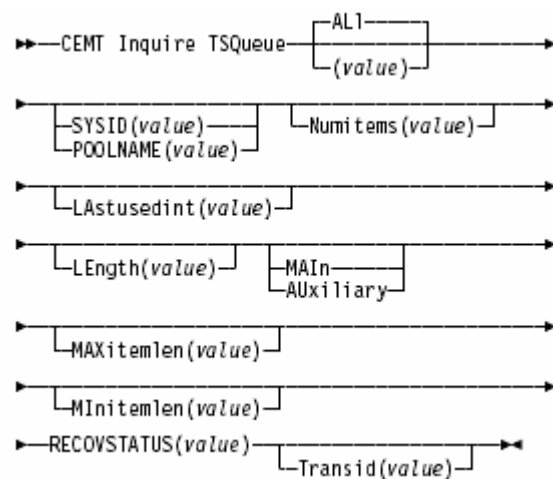 ALl
CEMT Inquire TSQueue
(value)
SYSID(value)
POOLNAME(value)
Numitems(value)
LAstusedint(value)
LEngth(value)
MAIn
AUxiliary
MAXitemlen(value)
MInitemlen(value)
RECOVSTATUS(value)
Transid(value)